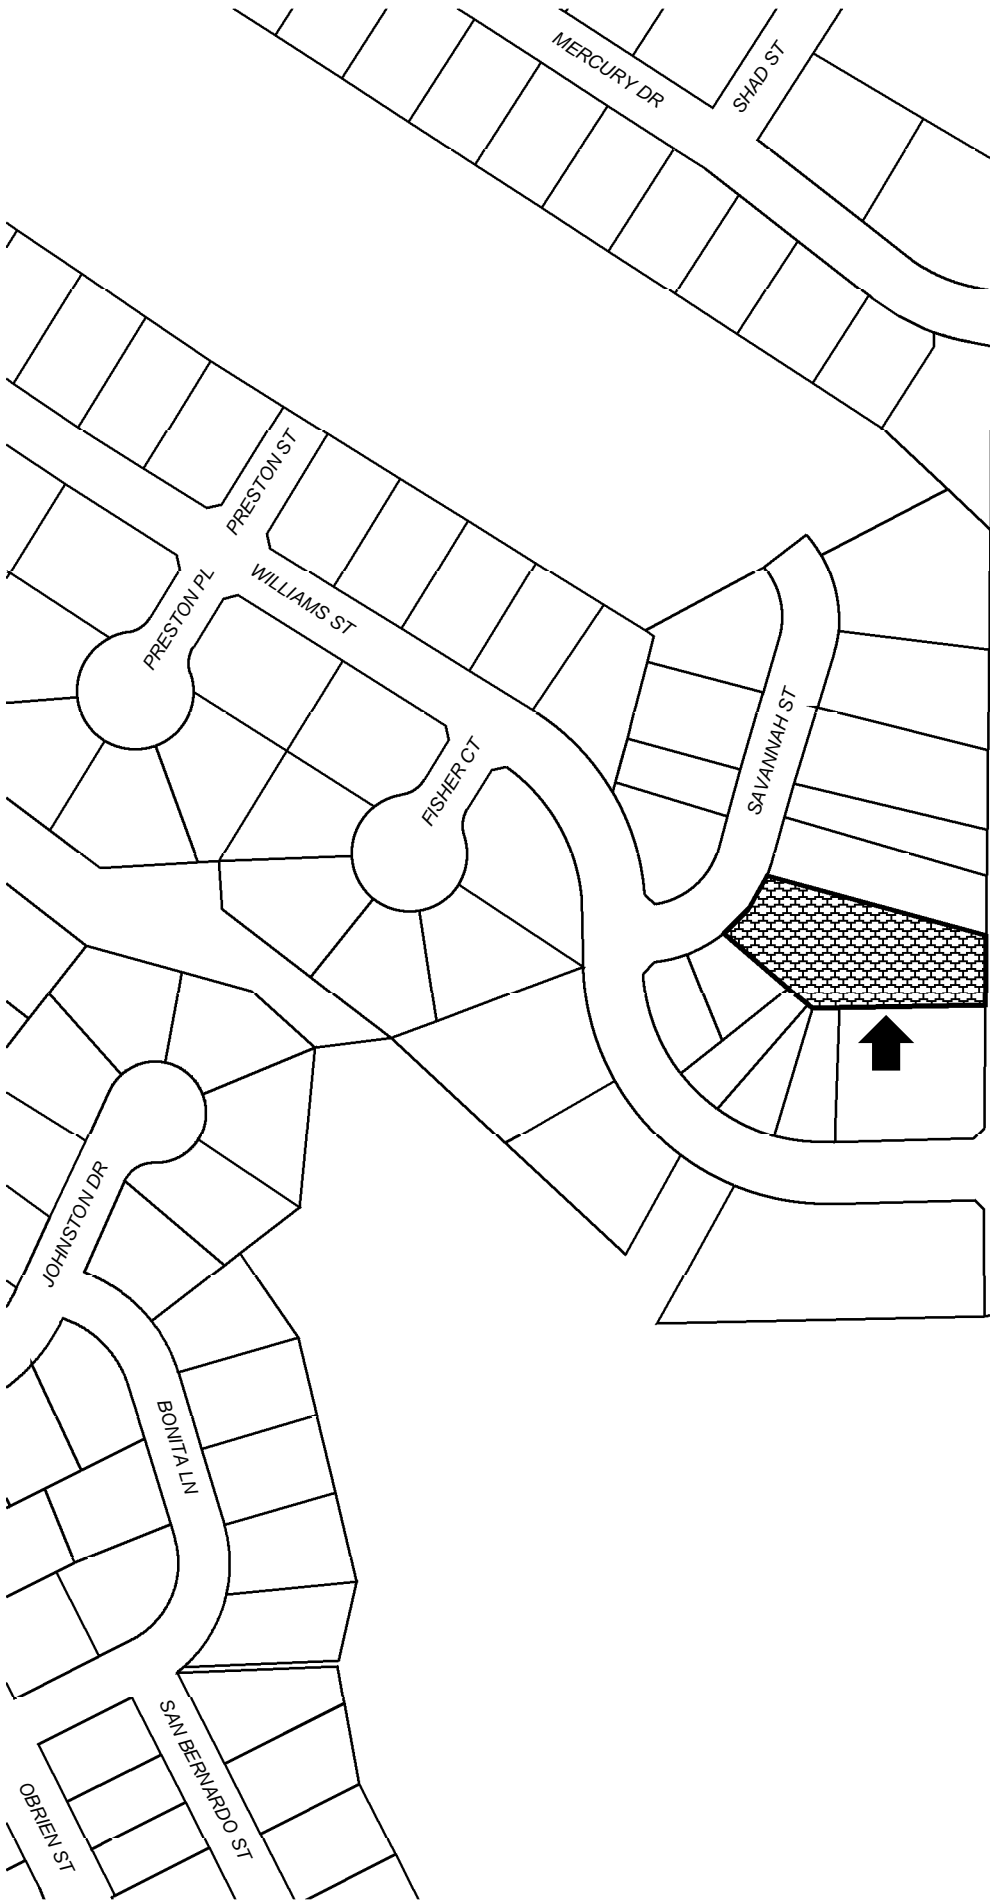 MERCURY DR
SHAD ST
PRESTON ST
WILLIAMS ST
PRESTON PL
FISHER CT
SAVANNAH ST
JOHNSTON DR
BONITA LN
SAN BERNARDO ST
OBRIEN ST